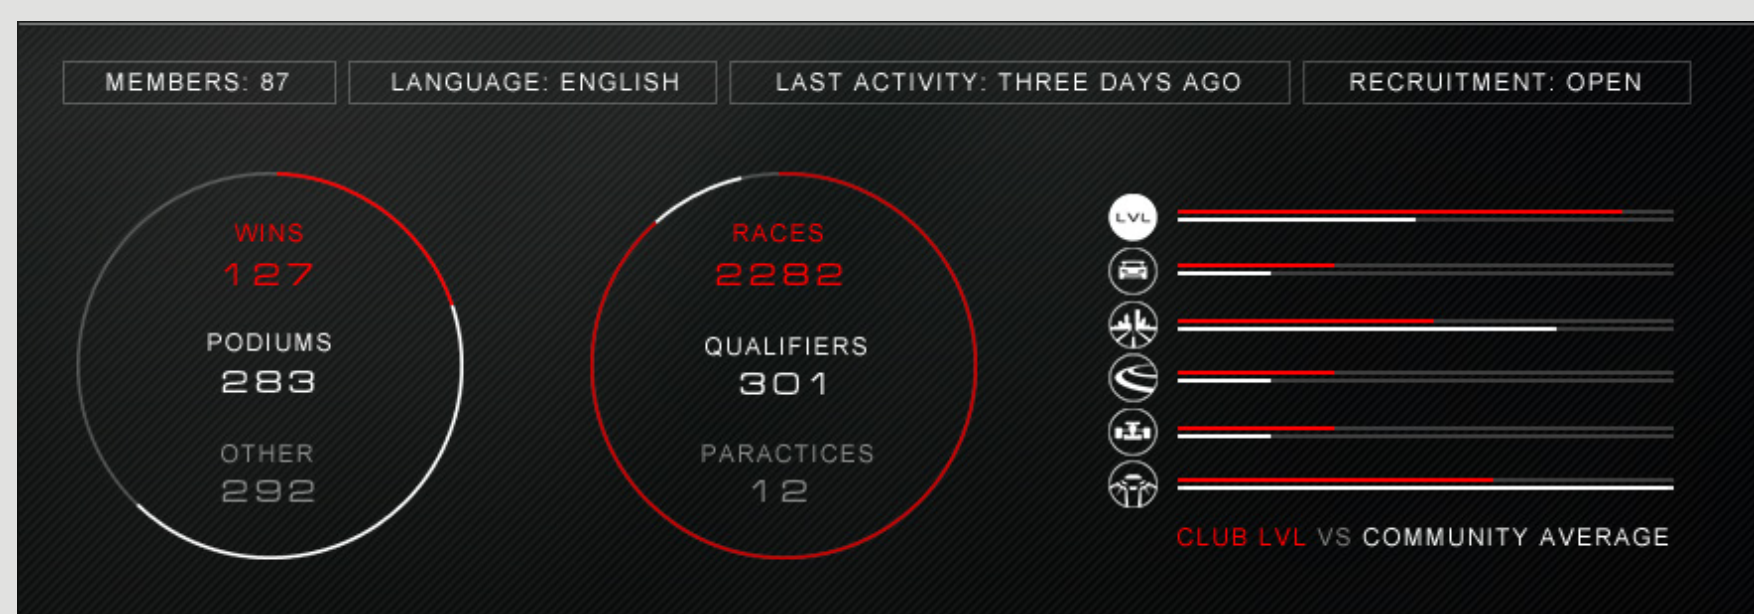 MEMBERS: 87
LANGUAGE: ENGLISH
LAST ACTIVITY: THREE DAYS AGO
RECRUITMENT: OPEN
WINS
127
PODIUMS
283
OTHER
292
RACES
2282
QUALIFIERS
301
PARACTICES
12
LVL
CLUB LVL VS COMMUNITY AVERAGE